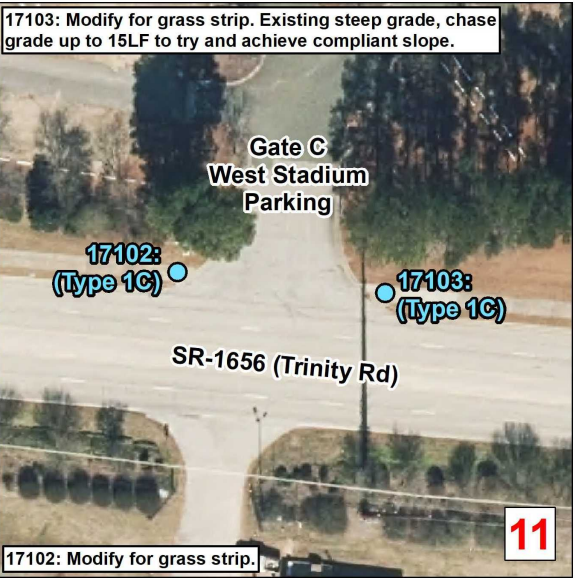 17103: Modify for grass strip. Existing steep grade, chase
grade up to 15LF to try and achieve compliant slope.
Gate C
West Stadium
Parking
17102:
(Type 1C)
17103:
(Type 1C)
SR-1656 (Trinity Rd)
11
17102: Modify for grass strip.